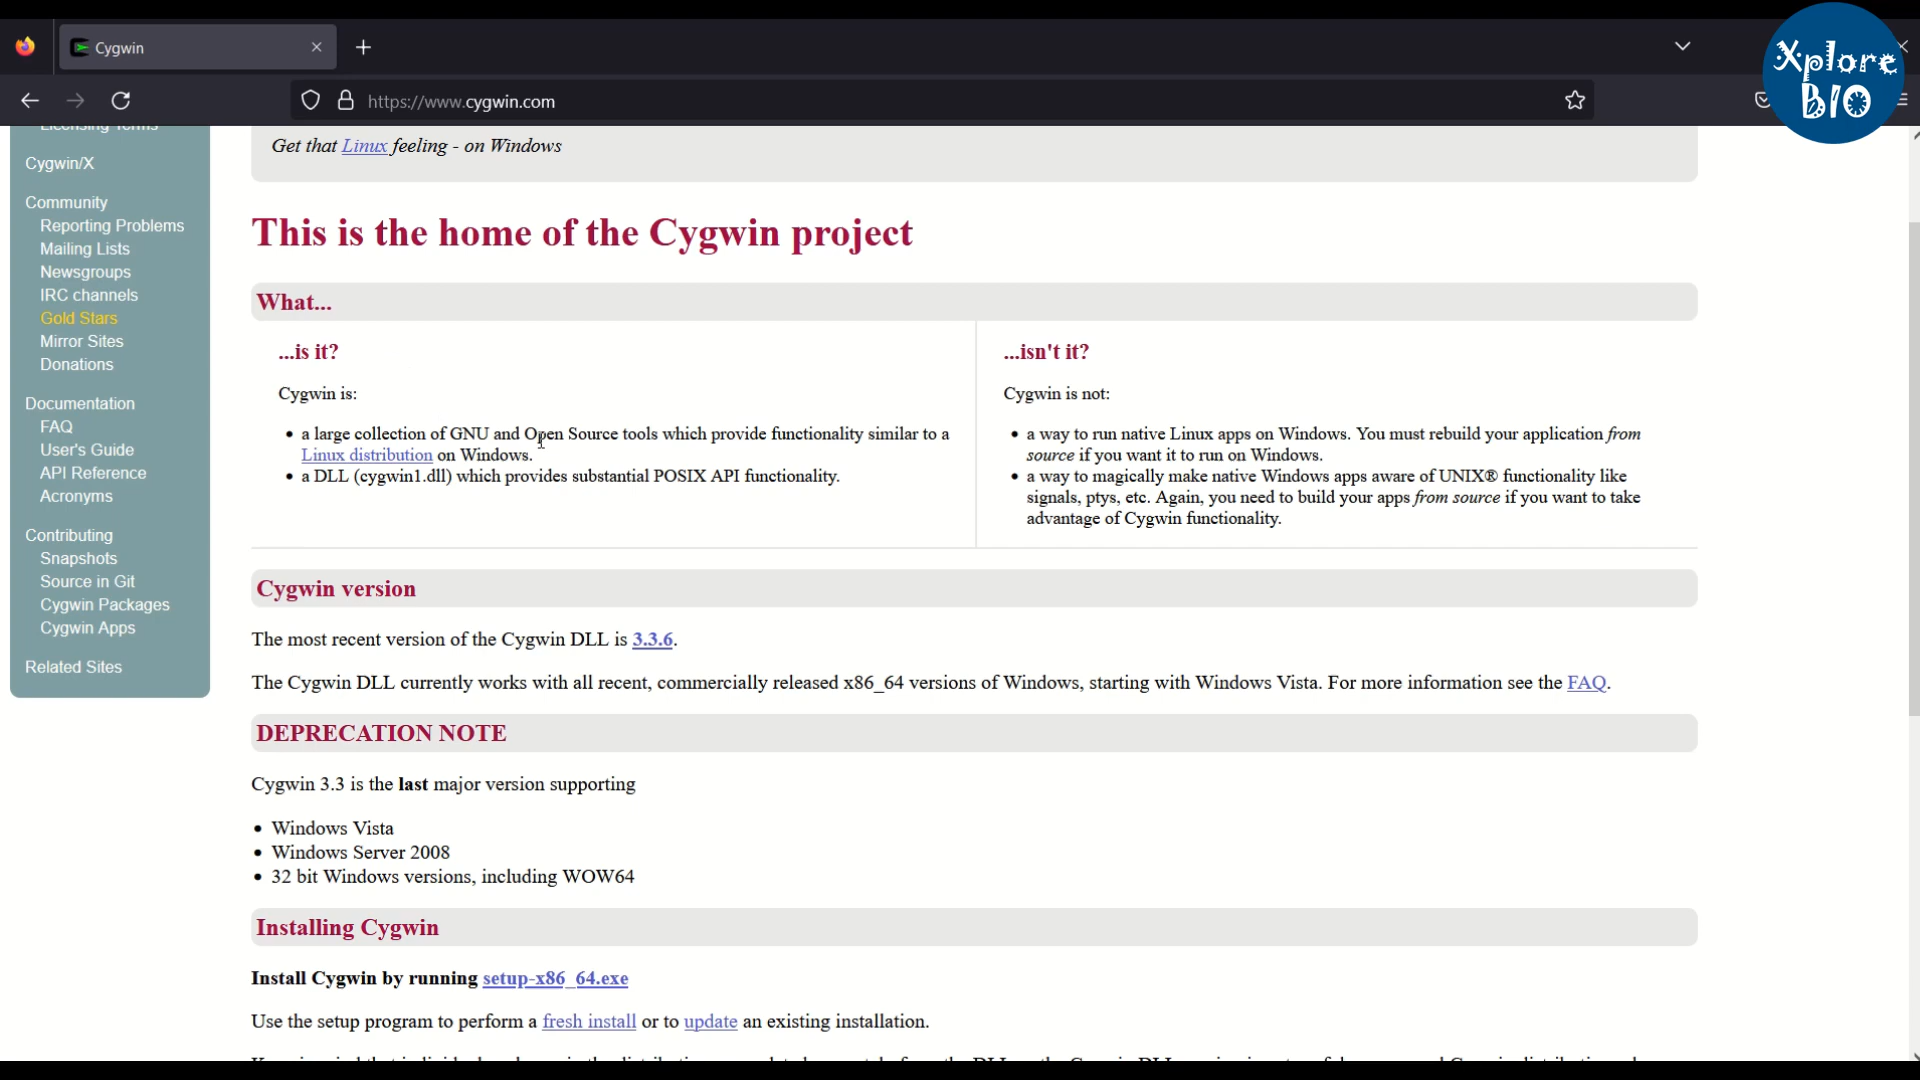 Cygwin
https://www.cygwin.com
Xplore
BIO
Licensing Terms
Cygwin/X
Community
Reporting Problems
Mailing Lists
Newsgroups
IRC channels
Gold Stars
Mirror Sites
Donations
Documentation
FAQ
User's Guide
API Reference
Acronyms
Contributing
Snapshots
Source in Git
Cygwin Packages
Cygwin Apps
Related Sites
Get that Linux feeling - on Windows
This is the home of the Cygwin project
What...
...is it?
Cygwin is:
• a large collection of GNU and Open Source tools which provide functionality similar to a
Linux distribution on Windows.
• a DLL (cygwin1.dll) which provides substantial POSIX API functionality.
...isn't it?
Cygwin is not:
• a way to run native Linux apps on Windows. You must rebuild your application from
source if you want it to run on Windows.
• a way to magically make native Windows apps aware of UNIX® functionality like
signals, ptys, etc. Again, you need to build your apps from source if you want to take
advantage of Cygwin functionality.
Cygwin version
The most recent version of the Cygwin DLL is 3.3.6.
The Cygwin DLL currently works with all recent, commercially released x86_64 versions of Windows, starting with Windows Vista. For more information see the FAQ.
DEPRECATION NOTE
Cygwin 3.3 is the last major version supporting
• Windows Vista
• Windows Server 2008
• 32 bit Windows versions, including WOW64
Installing Cygwin
Install Cygwin by running setup-x86_64.exe
Use the setup program to perform a fresh install or to update an existing installation.